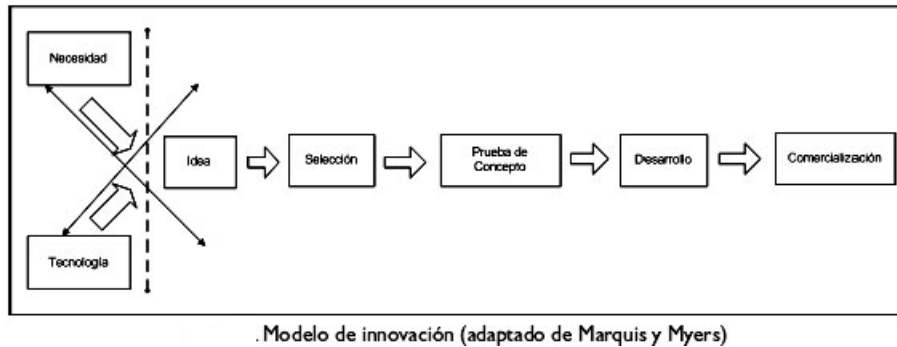 Necesidad
Idea
Selección
Prueba de
Concepto
Desarrollo
Comercialización
Tecnología
. Modelo de innovación (adaptado de Marquis y Myers)